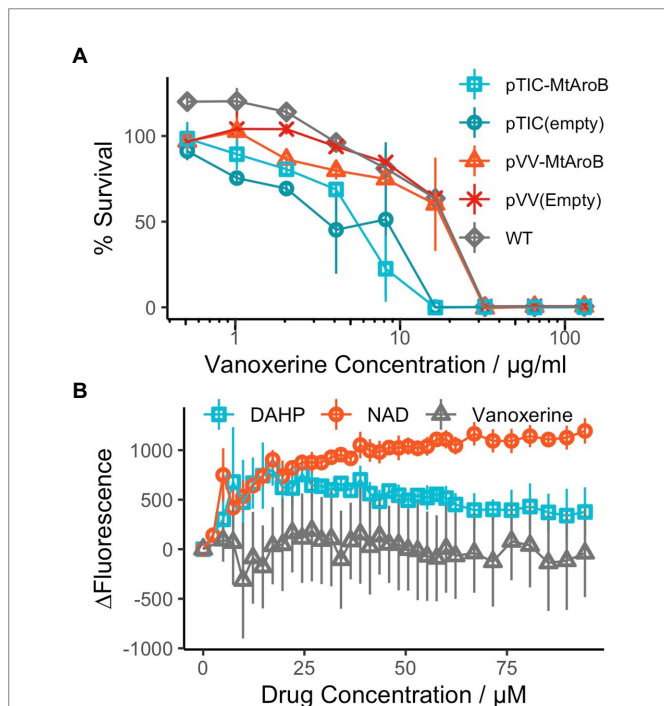 A
pTIC-MtAroB
pTIC(empty)
pVV-MtAroB
pVV(Empty)
WT
% Survival
100
50
0
1 10 100
Vanoxerine Concentration / µg/ml
B
DAHP NAD Vanoxerine
ΔFluorescence
1000
500
0
-500
-1000
0 25 50 75
Drug Concentration / µM